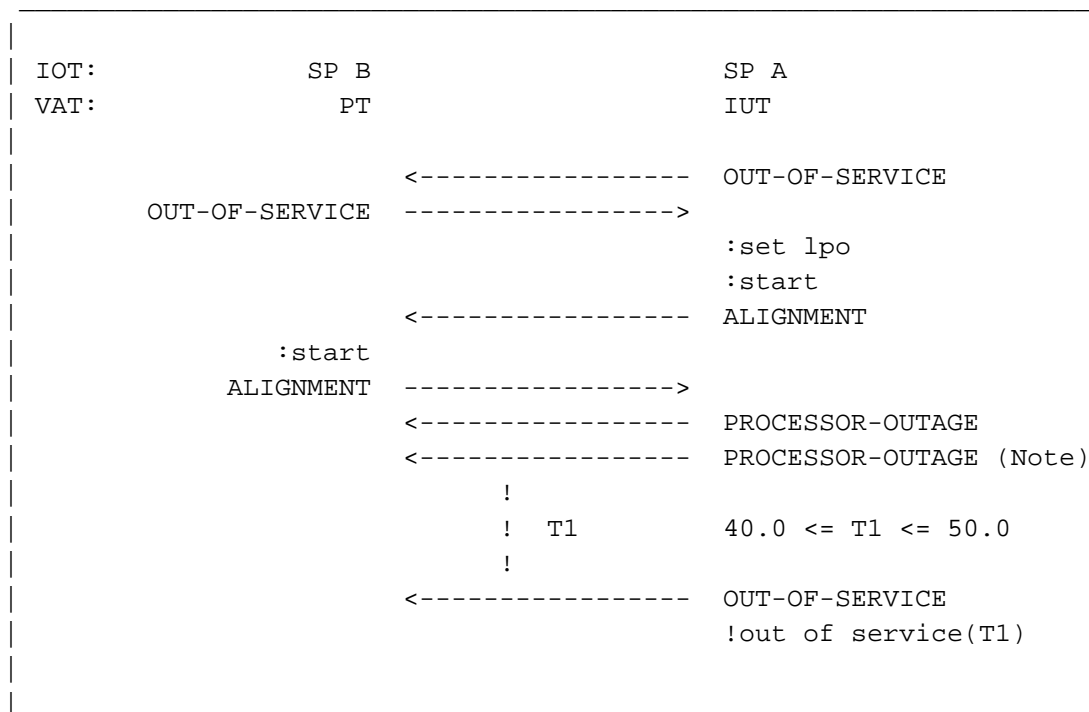 IOT: SP B SP A
VAT: PT IUT
<----------------- OUT-OF-SERVICE
OUT-OF-SERVICE ----------------->
:set lpo
:start
<----------------- ALIGNMENT
:start
ALIGNMENT ----------------->
<----------------- PROCESSOR-OUTAGE
<----------------- PROCESSOR-OUTAGE (Note)
!
! T1 40.0 <= T1 <= 50.0
!
<----------------- OUT-OF-SERVICE
!out of service(T1)